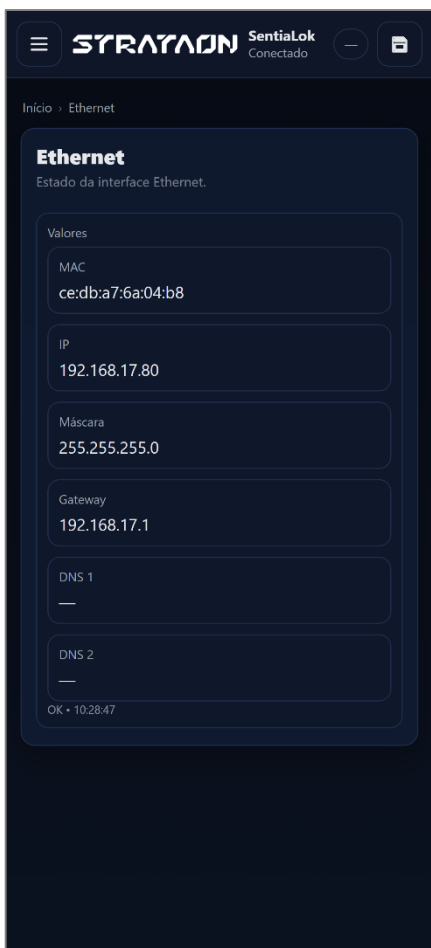 STRATAON
SentiaLok
Conectado
—
Início › Ethernet
Ethernet
Estado da interface Ethernet.
Valores
MAC
ce:db:a7:6a:04:b8
IP
192.168.17.80
Máscara
255.255.255.0
Gateway
192.168.17.1
DNS 1
—
DNS 2
—
OK • 10:28:47